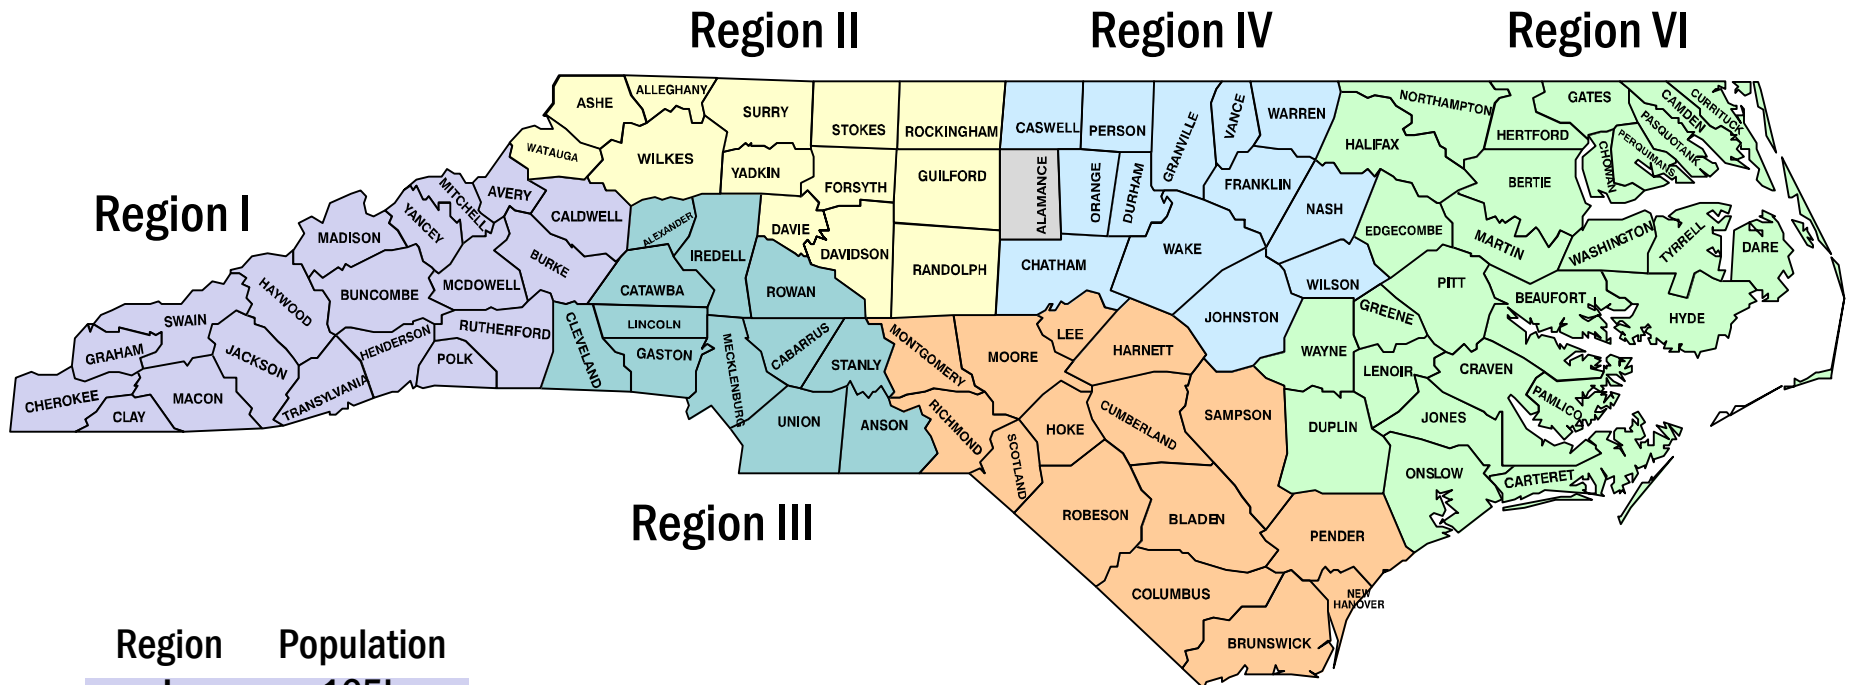 Region II
Region IV
Region VI
ASHE
ALLEGHANY
SURRY
STOKES
ROCKINGHAM
CASWELL
PERSON
GRANVILLE
VANCE
WARREN
NORTHAMPTON
GATES
CAMDEN
CURRITUCK
HERTFORD
PASQUOTANK
PERQUIMANS
CHOWAN
HALIFAX
WATAUGA
WILKES
YADKIN
FORSYTH
GUILFORD
ALAMANCE
ORANGE
DURHAM
FRANKLIN
NASH
BERTIE
Region I
MITCHELL
AVERY
YANCEY
CALDWELL
ALEXANDER
IREDELL
DAVIE
DAVIDSON
RANDOLPH
CHATHAM
WAKE
EDGECOMBE
MARTIN
WASHINGTON
TYRRELL
DARE
MADISON
BUNCOMBE
MCDOWELL
BURKE
CATAWBA
ROWAN
WILSON
PITT
BEAUFORT
HYDE
HAYWOOD
SWAIN
GRAHAM
JACKSON
HENDERSON
RUTHERFORD
POLK
CLEVELAND
LINCOLN
GASTON
MECKLENBURG
CABARRUS
STANLY
MONTGOMERY
MOORE
LEE
HARNETT
JOHNSTON
WAYNE
GREENE
LENOIR
CRAVEN
PAMLICO
CHEROKEE
CLAY
MACON
TRANSYLVANIA
UNION
ANSON
RICHMOND
SCOTLAND
HOKE
CUMBERLAND
SAMPSON
DUPLIN
JONES
ONSLOW
CARTERET
Region III
ROBESON
BLADEN
PENDER
COLUMBUS
NEW
HANOVER
BRUNSWICK
Region Population